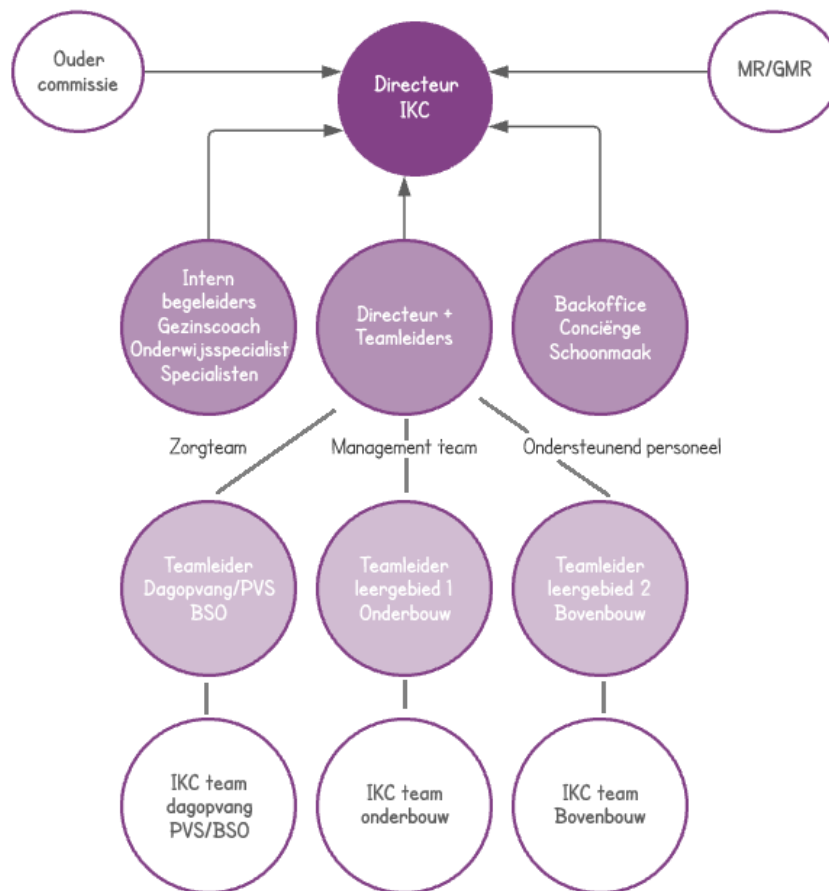 Ouder
commissie
Directeur
IKC
MR/GMR
Intern
begeleiders
Gezinscoach
Onderwijsspecialist
Specialisten
Directeur +
Teamleiders
Backoffice
Conciërge
Schoonmaak
Zorgteam
Management team
Ondersteunend personeel
Teamleider
Dagopvang/PVS
BSO
Teamleider
leergebied 1
Onderbouw
Teamleider
leergebied 2
Bovenbouw
IKC team
dagopvang
PVS/BSO
IKC team
onderbouw
IKC team
Bovenbouw